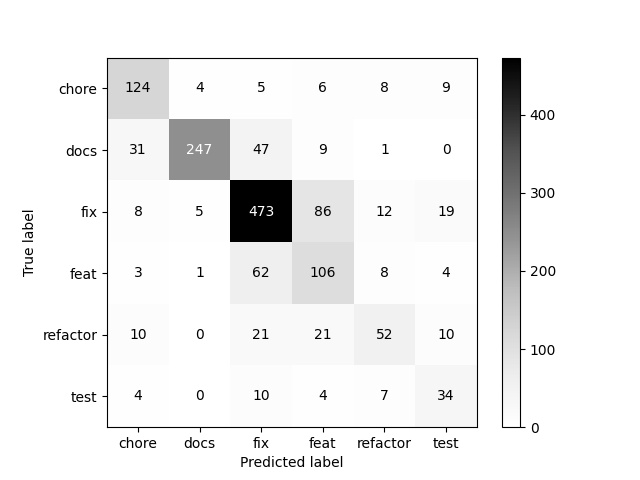 chore 124 4 5 6 8 9
docs 31 247 47 9 1 0
fix 8 5 473 86 12 19
feat 3 1 62 106 8 4
refactor 10 0 21 21 52 10
test 4 0 10 4 7 34
chore docs fix feat refactor test
Predicted label
True label
400
300
200
100
0